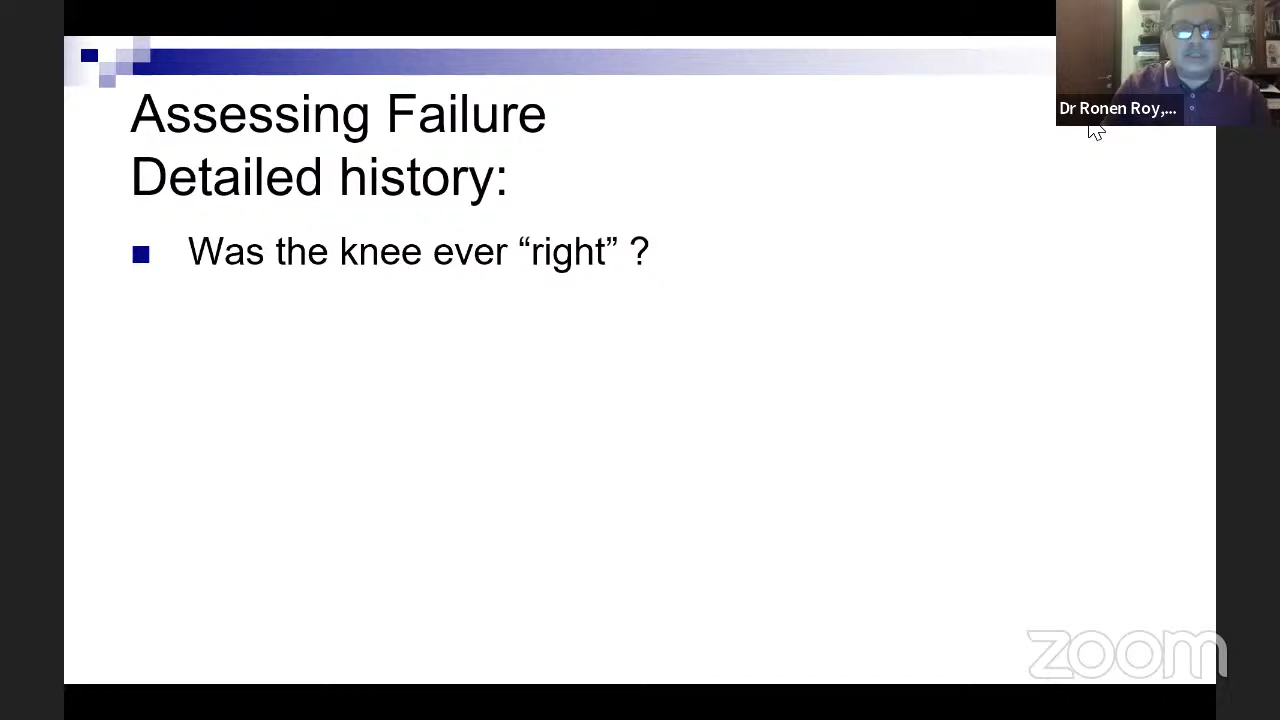 Assessing Failure
Detailed history:
Was the knee ever “right” ?
Dr Ronen Roy,...
zoom